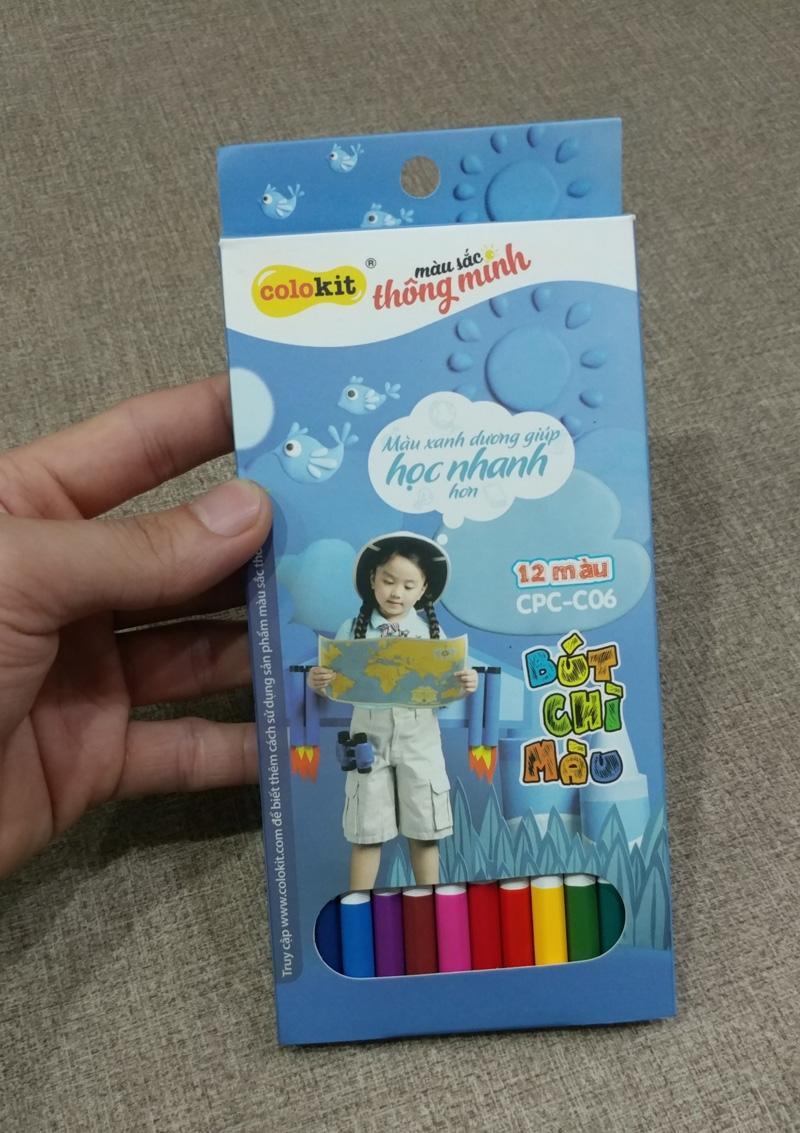 colokit®
màu sắc
thông minh
Màu xanh dương giúp
học nhanh
hơn
12 màu
CPC-C06
BÚT
CHÌ
MÀU
Truy cập www.colokit.com để biết thêm cách sử dụng sản phẩm màu sắc